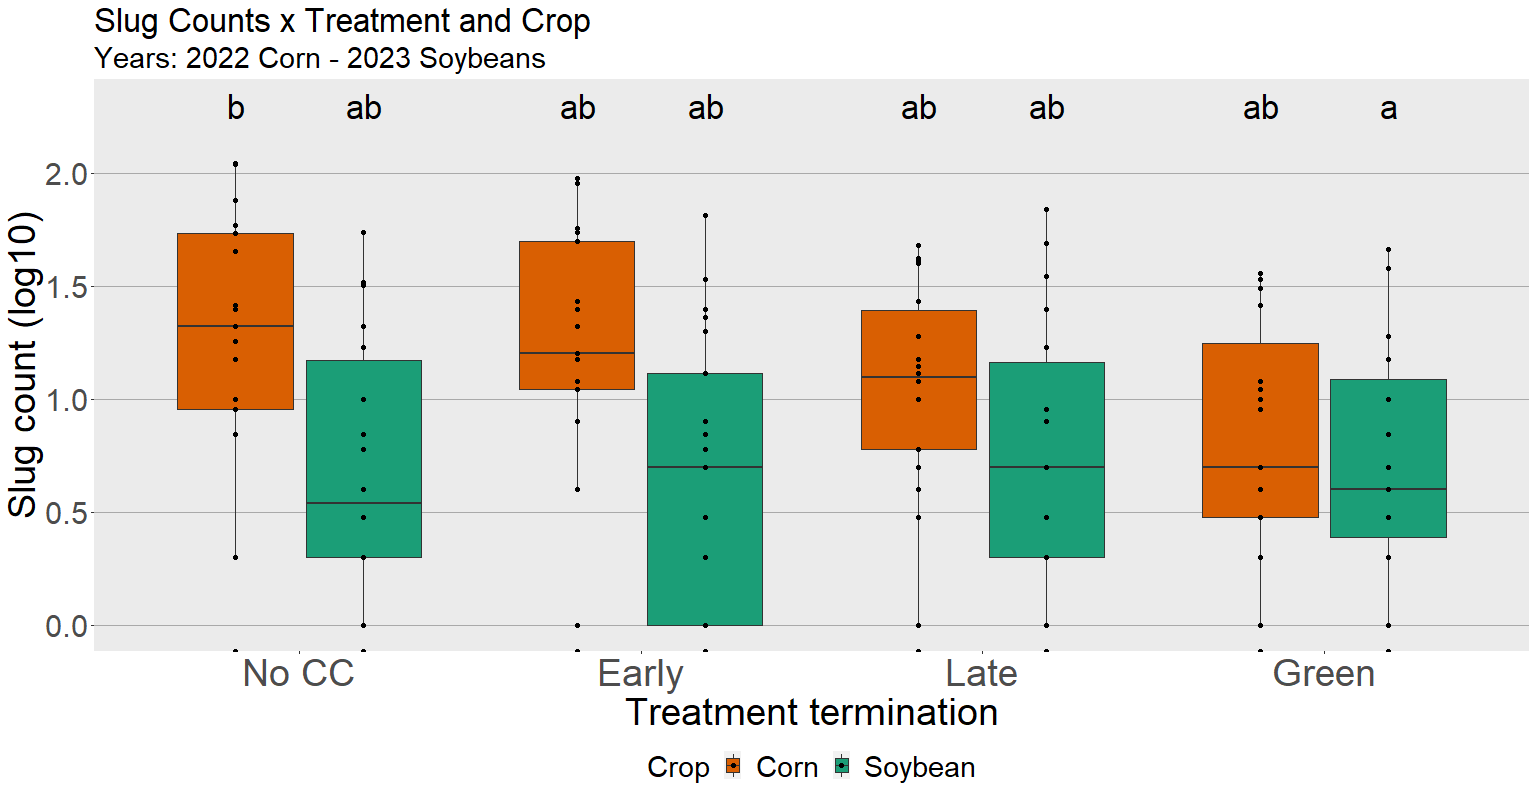 Slug Counts x Treatment and Crop
Years: 2022 Corn - 2023 Soybeans
b ab ab ab ab ab ab a
2.0
1.5
1.0
0.5
0.0
Slug count (log10)
No CC Early Late Green
Treatment termination
Crop Corn Soybean